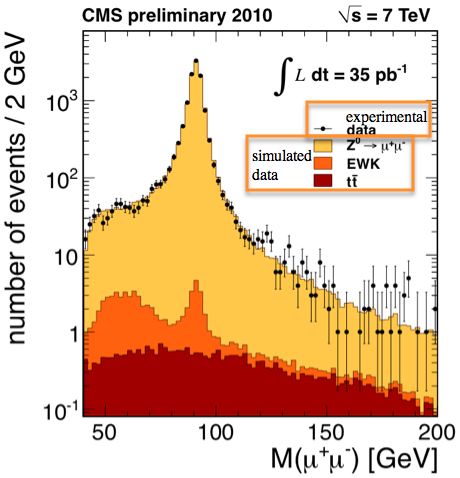 CMS preliminary 2010 √s = 7 TeV
∫ L dt = 35 pb⁻¹
experimental
data
simulated
data
Z⁰ → μ⁺μ⁻
EWK
tt̄
number of events / 2 GeV
10³
10²
10
1
10⁻¹
50 100 150 200
M(μ⁺μ⁻) [GeV]